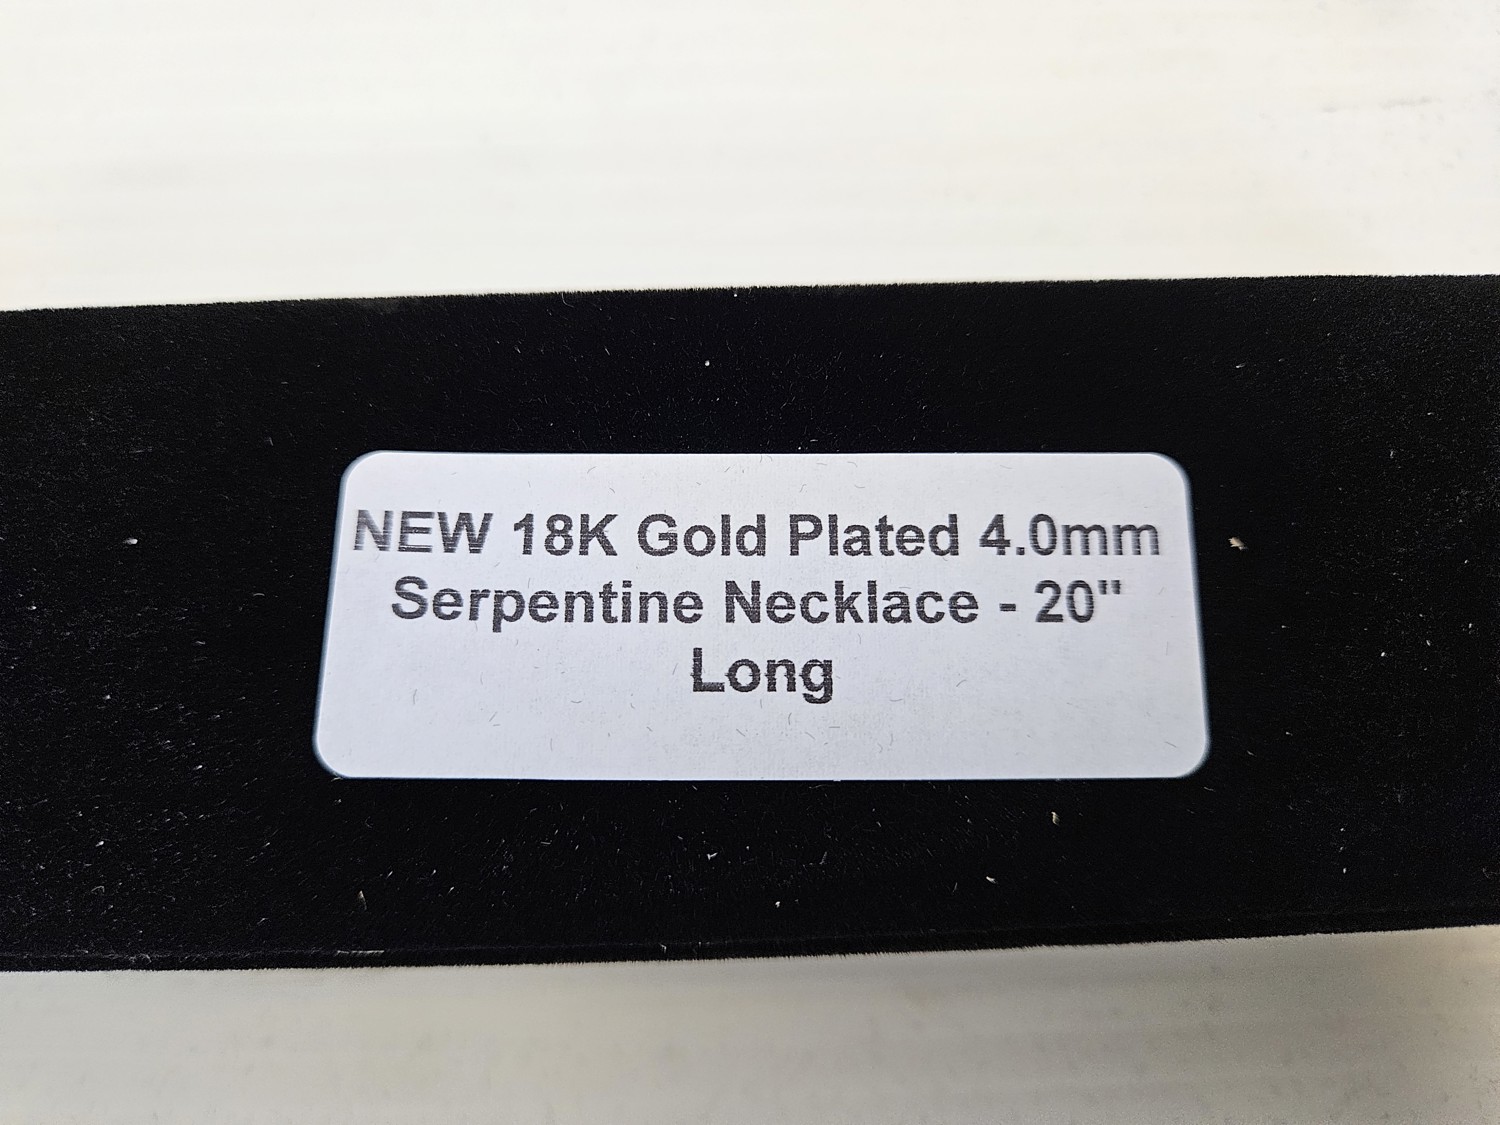 NEW 18K Gold Plated 4.0mm
Serpentine Necklace - 20"
Long